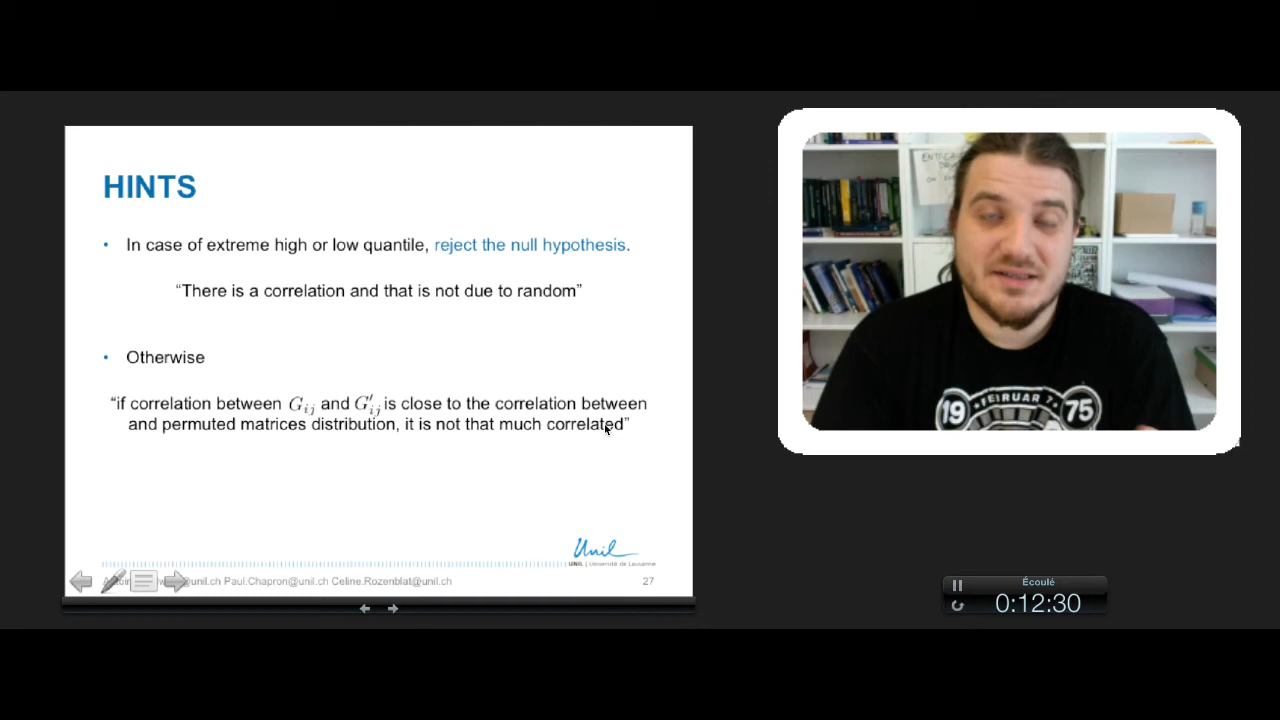 HINTS
• In case of extreme high or low quantile, reject the null hypothesis.
“There is a correlation and that is not due to random”
• Otherwise
“if correlation between G_{ij} and G'_{ij} is close to the correlation between
and permuted matrices distribution, it is not that much correlated”
Unil
UNIL | Université de Lausanne
@unil.ch Paul.Chapron@unil.ch Celine.Rozenblat@unil.ch
27
19 FEBRUAR 7 75
Écoulé
0:12:30